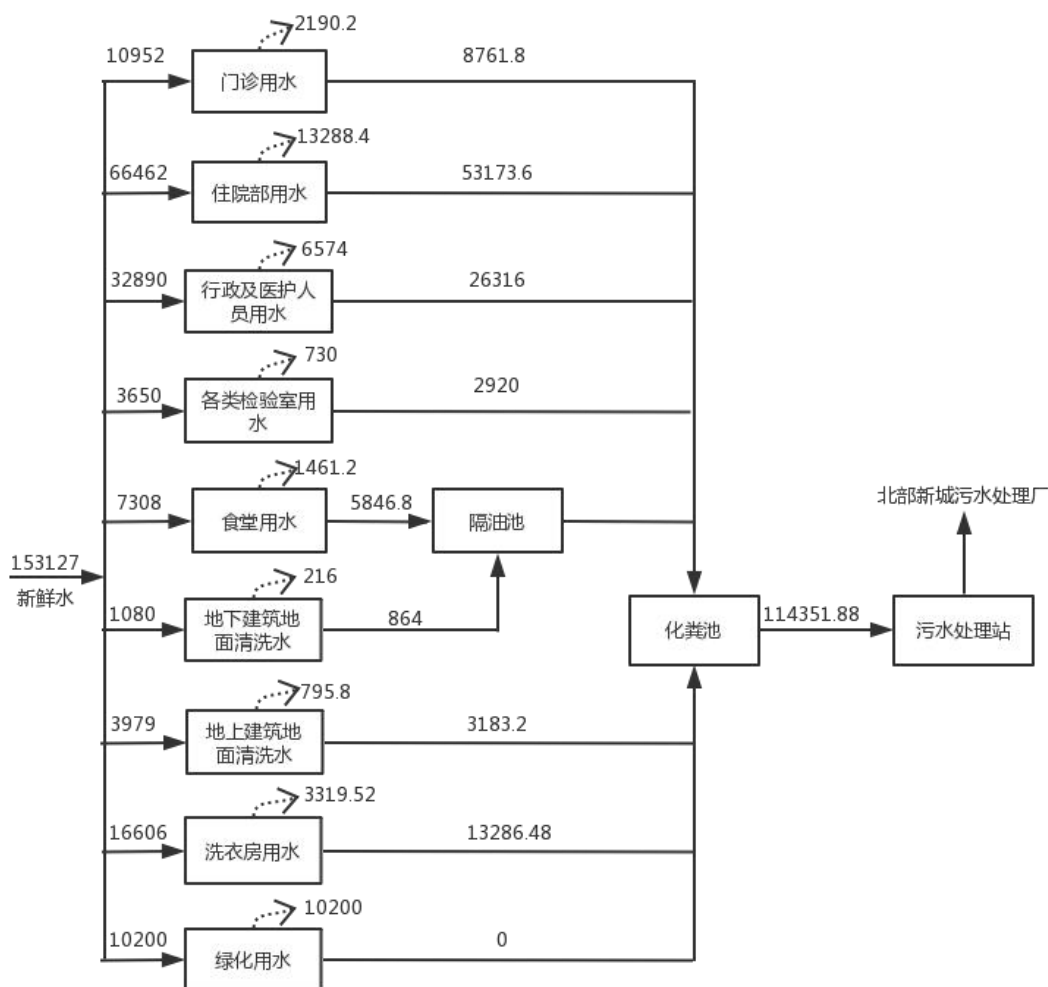 2190.2
10952
8761.8
门诊用水
13288.4
66462
53173.6
住院部用水
6574
32890
26316
行政及医护人
员用水
730
3650
2920
各类检验室用
水
1461.2
7308
5846.8
食堂用水
隔油池
北部新城污水处理厂
153127
新鲜水
216
1080
864
地下建筑地
面清洗水
化粪池
114351.88
污水处理站
795.8
3979
3183.2
地上建筑地
面清洗水
3319.52
16606
13286.48
洗衣房用水
10200
10200
0
绿化用水